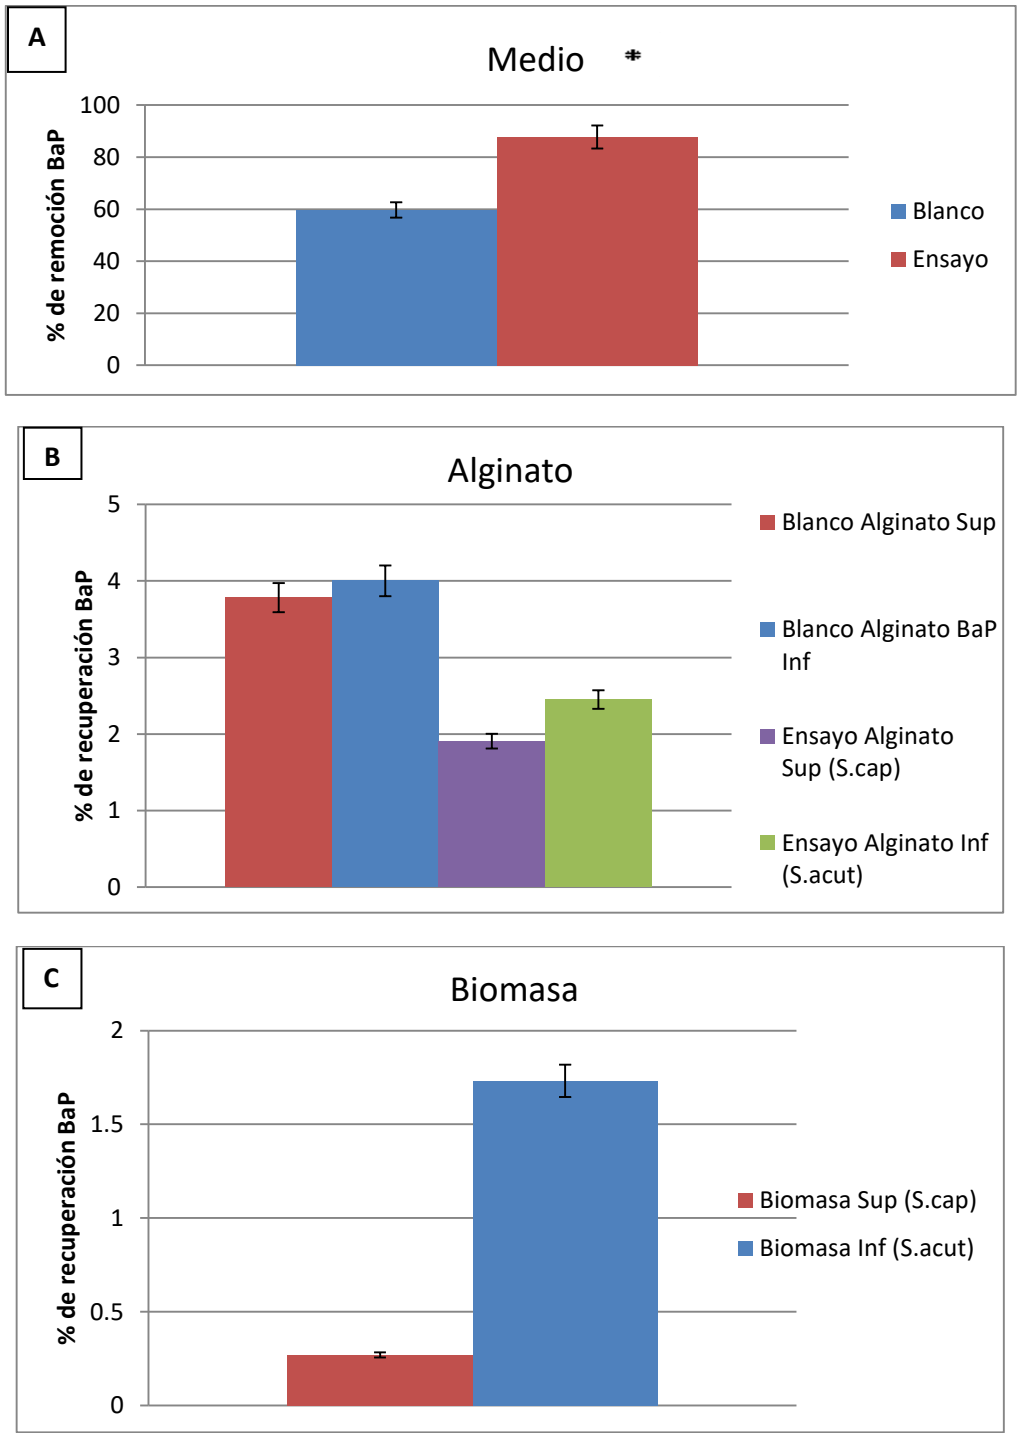 A
Medio *
% de remoción BaP
100
80
60
40
20
0
Blanco
Ensayo
B
Alginato
% de recuperación BaP
5
4
3
2
1
0
Blanco Alginato Sup
Blanco Alginato BaP
Inf
Ensayo Alginato
Sup (S.cap)
Ensayo Alginato Inf
(S.acut)
C
Biomasa
% de recuperación BaP
2
1.5
1
0.5
0
Biomasa Sup (S.cap)
Biomasa Inf (S.acut)